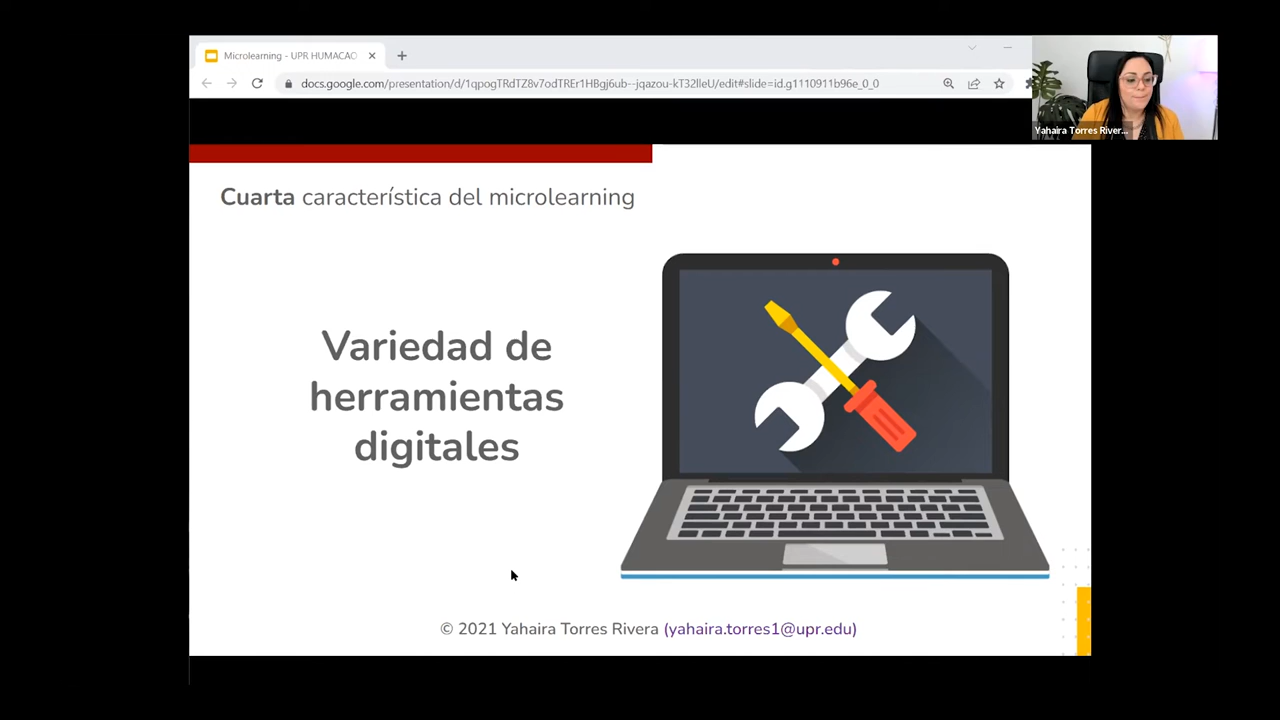 Microlearning - UPR HUMACAO
docs.google.com/presentation/d/1qpogTRdTZ8v7odTREr1HBgj6ub--jqazou-kT32lleU/edit#slide=id.g1110911b96e_0_0
Yahaira Torres River...
Cuarta característica del microlearning
Variedad de
herramientas
digitales
© 2021 Yahaira Torres Rivera (yahaira.torres1@upr.edu)